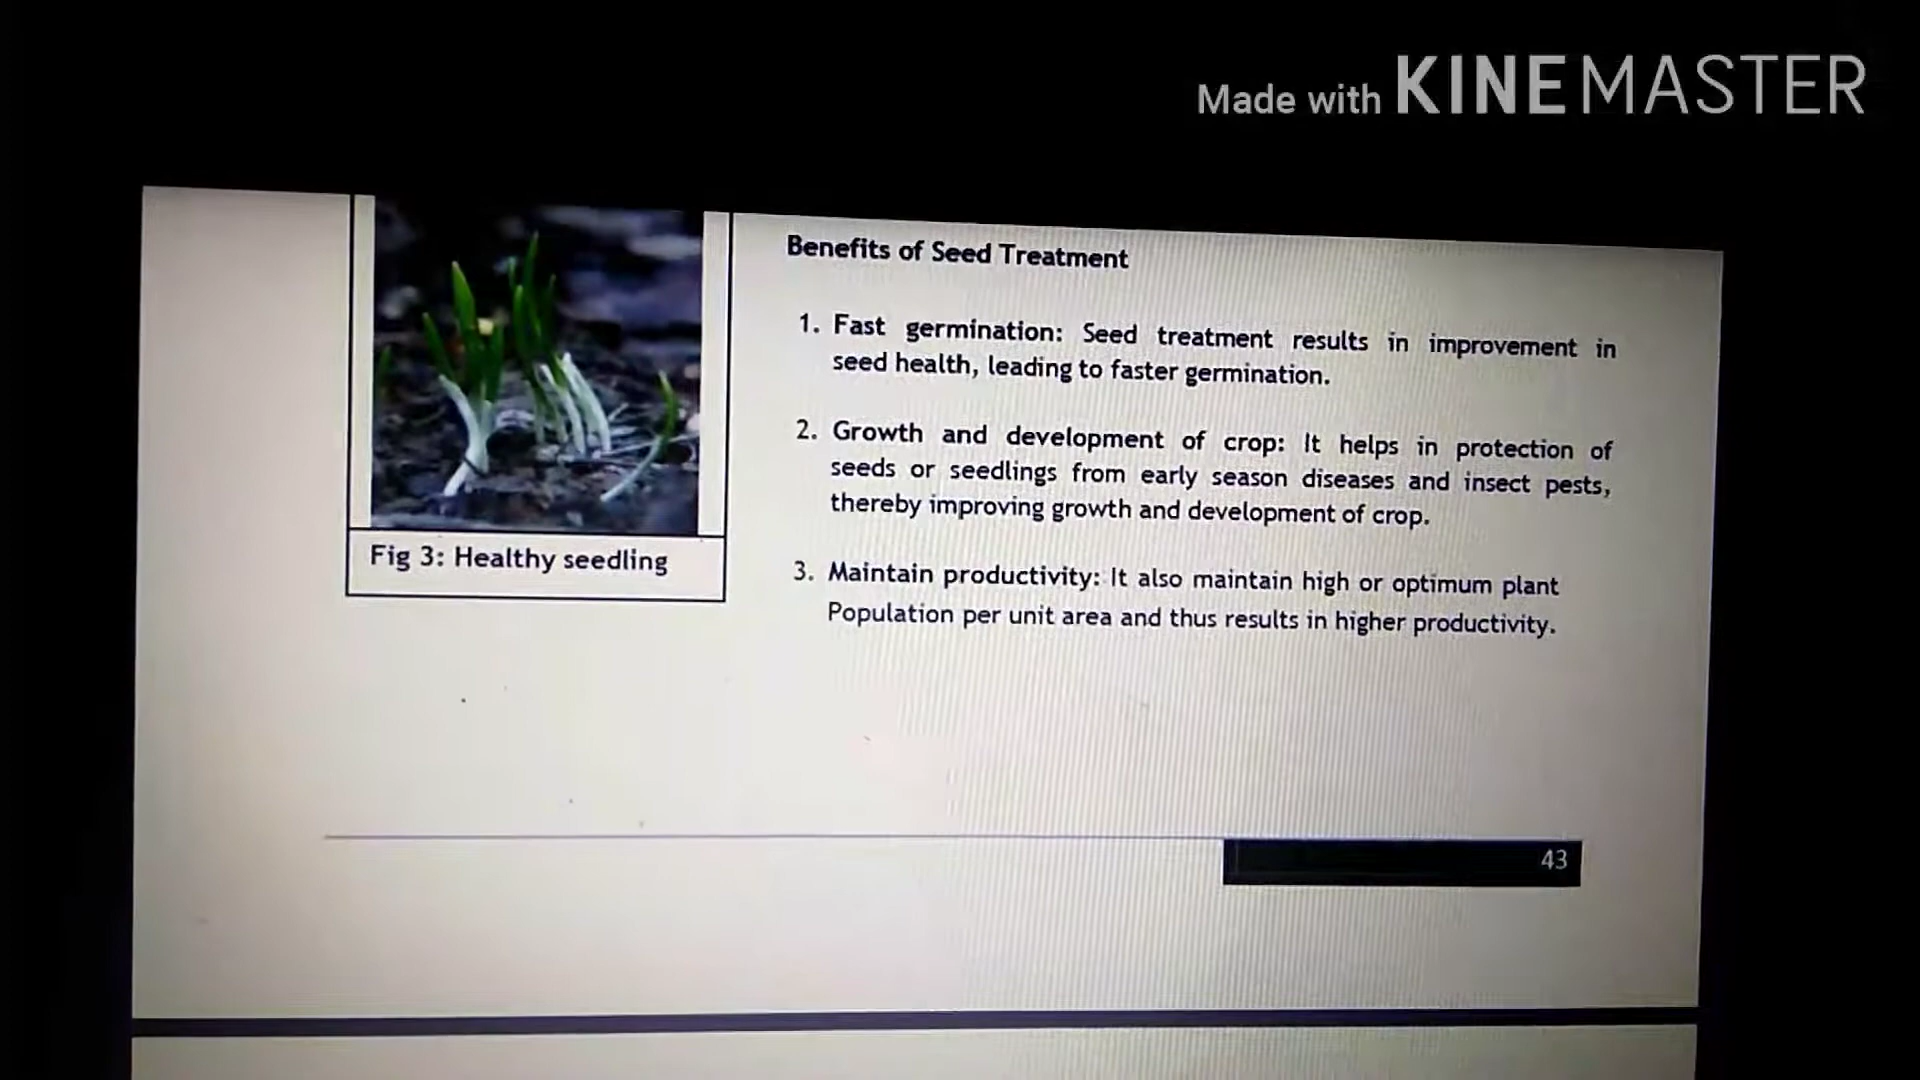 Made with KINEMASTER
Benefits of Seed Treatment
1. Fast germination: Seed treatment results in improvement in
seed health, leading to faster germination.
2. Growth and development of crop: It helps in protection of
seeds or seedlings from early season diseases and insect pests,
thereby improving growth and development of crop.
Fig 3: Healthy seedling
3. Maintain productivity: It also maintain high or optimum plant
Population per unit area and thus results in higher productivity.
43